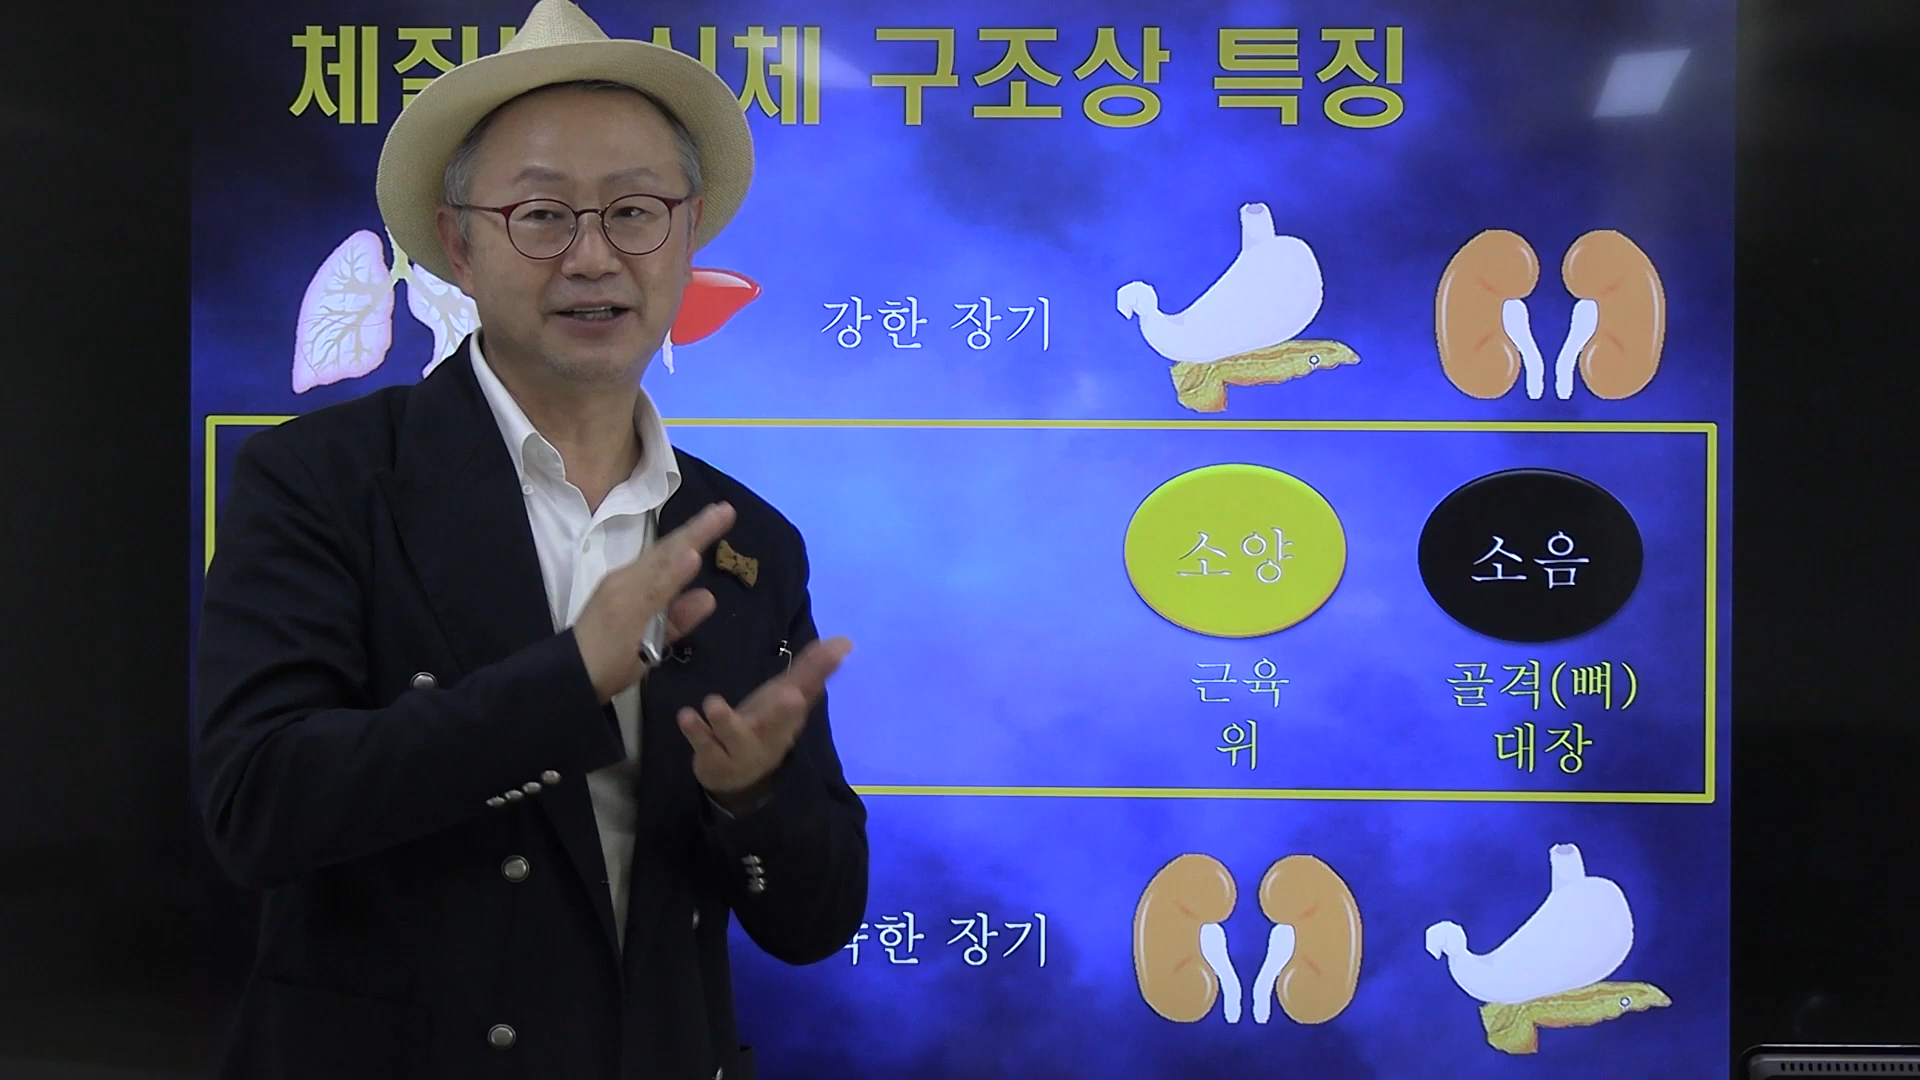 체질 신체 구조상 특징
강한 장기
소양
소음
근육
골격(뼈)
위
대장
약한 장기